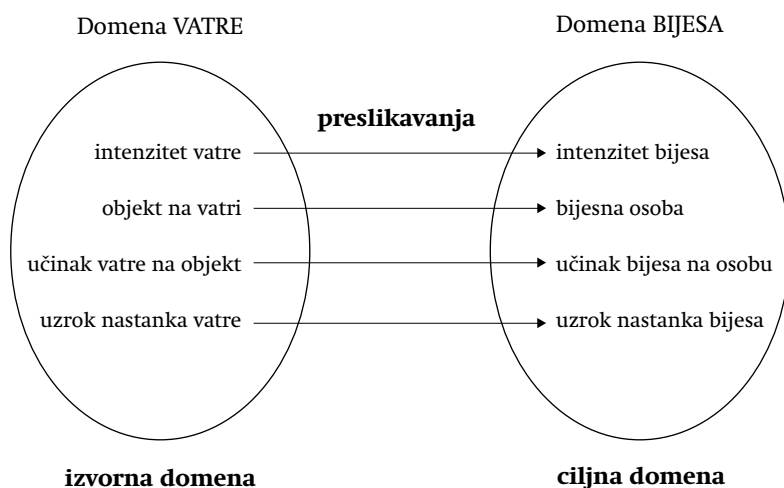 Domena VATRE
Domena BIJESA
preslikavanja
intenzitet vatre
intenzitet bijesa
objekt na vatri
bijesna osoba
učinak vatre na objekt
učinak bijesa na osobu
uzrok nastanka vatre
uzrok nastanka bijesa
izvorna domena
ciljna domena